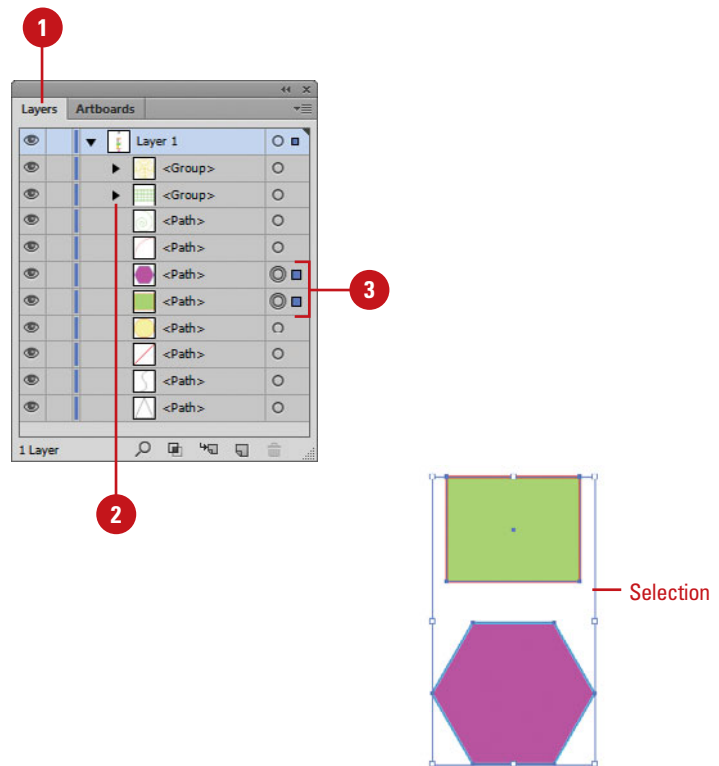 1
Layers Artboards
Layer 1
<Group>
<Group>
<Path>
<Path>
<Path>
<Path>
<Path>
<Path>
<Path>
<Path>
3
1 Layer
2
Selection